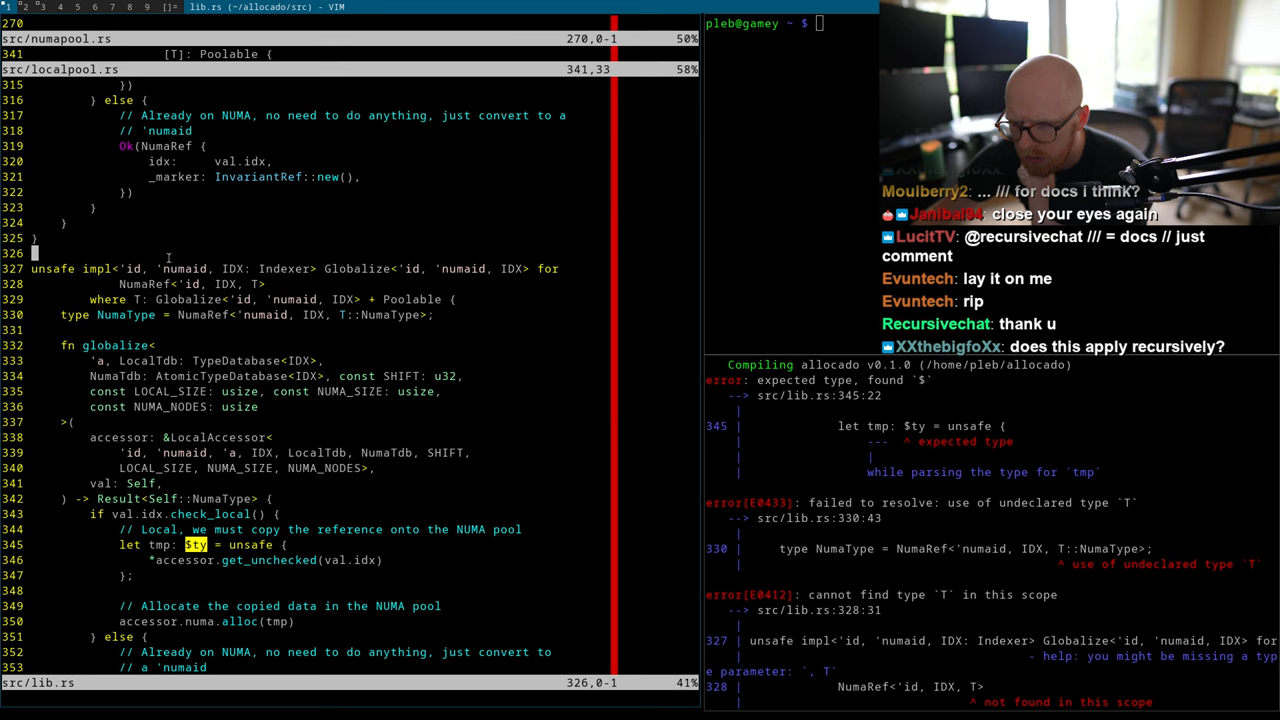 1 2 3 4 5 6 7 8 9 []= lib.rs (~/allocado/src) - VIM
270
src/numapool.rs 270,0-1 50%
341 [T]: Poolable {
src/localpool.rs 341,33 58%
315 })
316 } else {
317 // Already on NUMA, no need to do anything, just convert to a
318 // 'numaid
319 Ok(NumaRef {
320 idx: val.idx,
321 _marker: InvariantRef::new(),
322 })
323 }
324 }
325 }
326
327 unsafe impl<'id, 'numaid, IDX: Indexer> Globalize<'id, 'numaid, IDX> for
328 NumaRef<'id, IDX, T>
329 where T: Globalize<'id, 'numaid, IDX> + Poolable {
330 type NumaType = NumaRef<'numaid, IDX, T::NumaType>;
331
332 fn globalize<
333 'a, LocalTdb: TypeDatabase<IDX>,
334 NumaTdb: AtomicTypeDatabase<IDX>, const SHIFT: u32,
335 const LOCAL_SIZE: usize, const NUMA_SIZE: usize,
336 const NUMA_NODES: usize
337 >(
338 accessor: &LocalAccessor<
339 'id, 'numaid, 'a, IDX, LocalTdb, NumaTdb, SHIFT,
340 LOCAL_SIZE, NUMA_SIZE, NUMA_NODES>,
341 val: Self,
342 ) -> Result<Self::NumaType> {
343 if val.idx.check_local() {
344 // Local, we must copy the reference onto the NUMA pool
345 let tmp: $ty = unsafe {
346 *accessor.get_unchecked(val.idx)
347 };
348
349 // Allocate the copied data in the NUMA pool
350 accessor.numa.alloc(tmp)
351 } else {
352 // Already on NUMA, no need to do anything, just convert to
353 // a 'numaid
src/lib.rs 326,0-1 41%
pleb@gamey ~ $
Moulberry2: ... /// for docs i think?
Janibal94: close your eyes again
LucitTV: @recursivechat /// = docs // just
comment
Evuntech: lay it on me
Evuntech: rip
Recursivechat: thank u
XXthebigfoXx: does this apply recursively?
Compiling allocado v0.1.0 (/home/pleb/allocado)
error: expected type, found `$`
--> src/lib.rs:345:22
|
345 | let tmp: $ty = unsafe {
| --- ^ expected type
| |
| while parsing the type for `tmp`
error[E0433]: failed to resolve: use of undeclared type `T`
--> src/lib.rs:330:43
|
330 | type NumaType = NumaRef<'numaid, IDX, T::NumaType>;
| ^ use of undeclared type `T`
error[E0412]: cannot find type `T` in this scope
--> src/lib.rs:328:31
|
327 | unsafe impl<'id, 'numaid, IDX: Indexer> Globalize<'id, 'numaid, IDX> for
| - help: you might be missing a typ
e parameter: `, T`
328 | NumaRef<'id, IDX, T>
| ^ not found in this scope